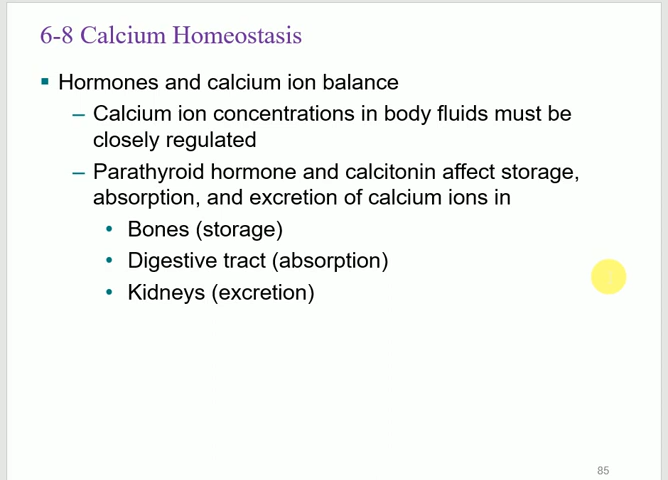 6-8 Calcium Homeostasis
▪ Hormones and calcium ion balance
– Calcium ion concentrations in body fluids must be
closely regulated
– Parathyroid hormone and calcitonin affect storage,
absorption, and excretion of calcium ions in
• Bones (storage)
• Digestive tract (absorption)
• Kidneys (excretion)
85